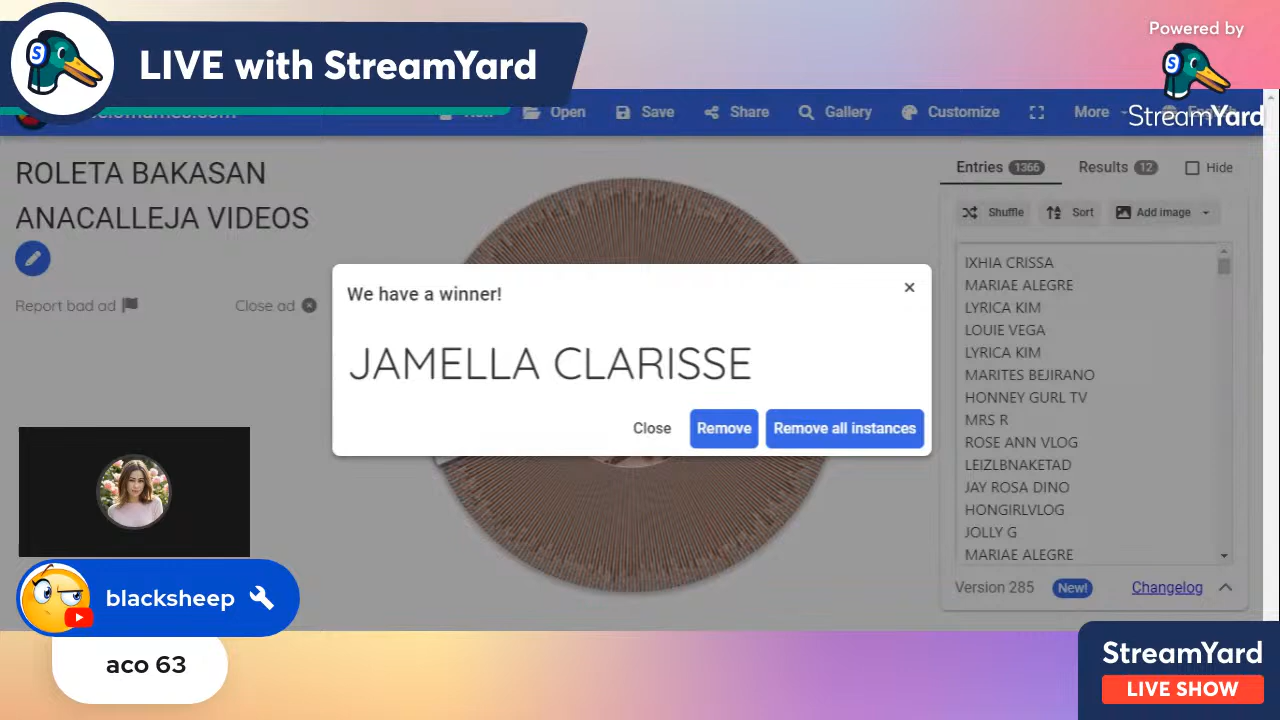 LIVE with StreamYard
Powered by
StreamYard
Open
Save
Share
Gallery
Customize
More
ROLETA BAKASAN
ANACALLEJA VIDEOS
Report bad ad
Close ad
Entries 1366
Results 12
Hide
Shuffle
Sort
Add image
IXHIA CRISSA
MARIAE ALEGRE
LYRICA KIM
LOUIE VEGA
LYRICA KIM
MARITES BEJIRANO
HONNEY GURL TV
MRS R
ROSE ANN VLOG
LEIZLBNAKETAD
JAY ROSA DINO
HONGIRLVLOG
JOLLY G
MARIAE ALEGRE
Version 285
New!
Changelog
We have a winner!
JAMELLA CLARISSE
Close
Remove
Remove all instances
blacksheep
aco 63
StreamYard
LIVE SHOW